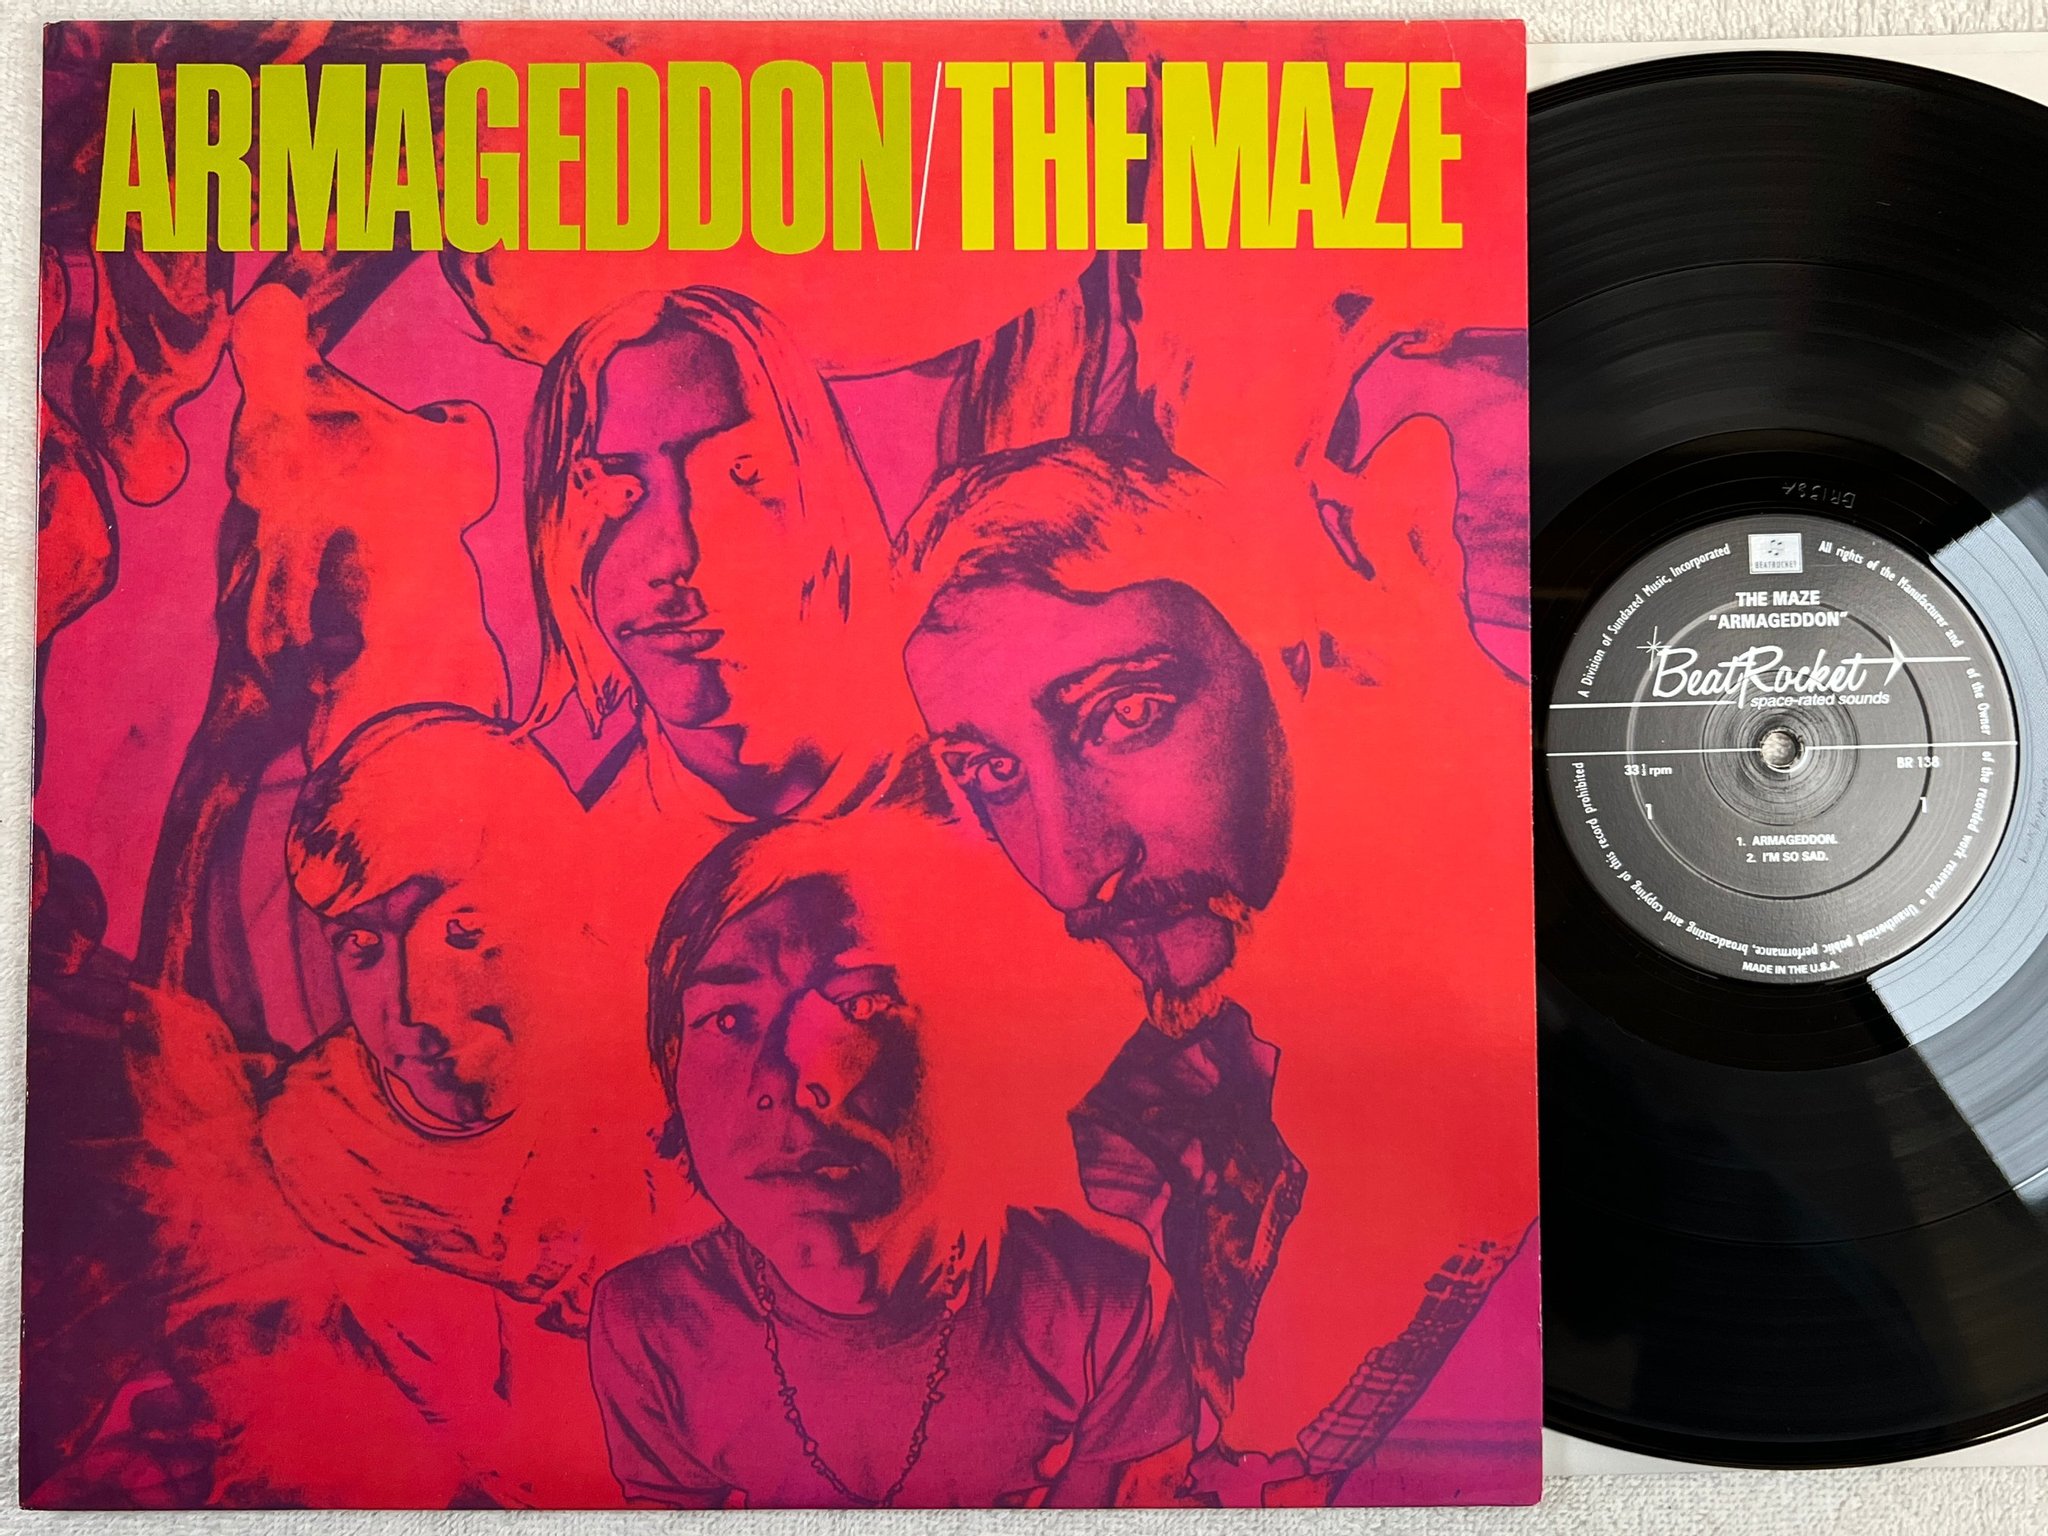 ARMAGEDDON/THE MAZE
BR138A
A Division of Sundazed Music, Incorporated
BEATROCKET
All rights of the Manufacturer and of the Owner of the recorded work reserved • Unauthorized public performance, broadcasting and copying of this record prohibited
THE MAZE
"ARMAGEDDON"
BeatRocket
space-rated sounds
33⅓ rpm
BR 138
1
1
1. ARMAGEDDON.
2. I'M SO SAD.
MADE IN THE U.S.A.